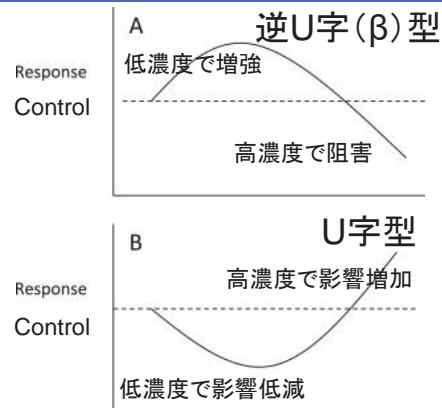 A
逆U字(β)型
低濃度で増強
Response
Control
高濃度で阻害
B
U字型
高濃度で影響増加
Response
Control
低濃度で影響低減